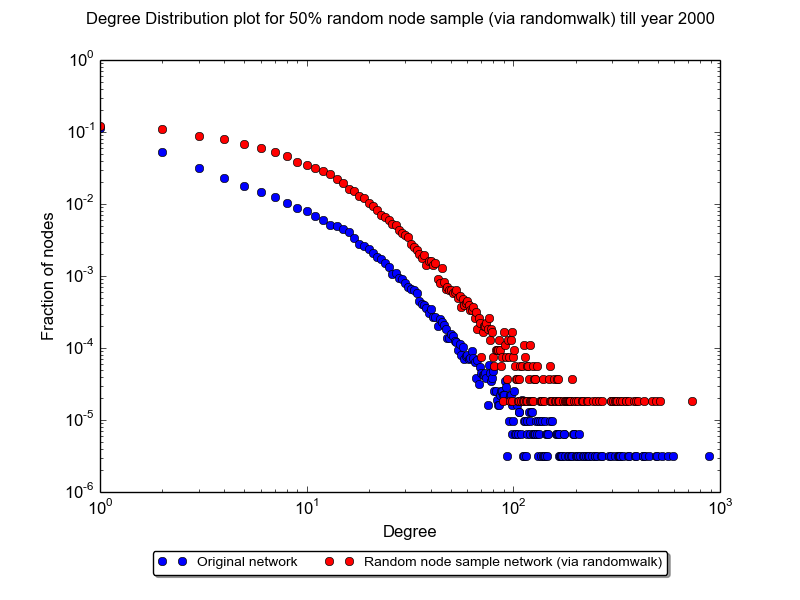 Degree Distribution plot for 50% random node sample (via randomwalk) till year 2000
10^0
10^-1
10^-2
10^-3
10^-4
10^-5
10^-6
Fraction of nodes
10^0 10^1 10^2 10^3
Degree
Original network Random node sample network (via randomwalk)